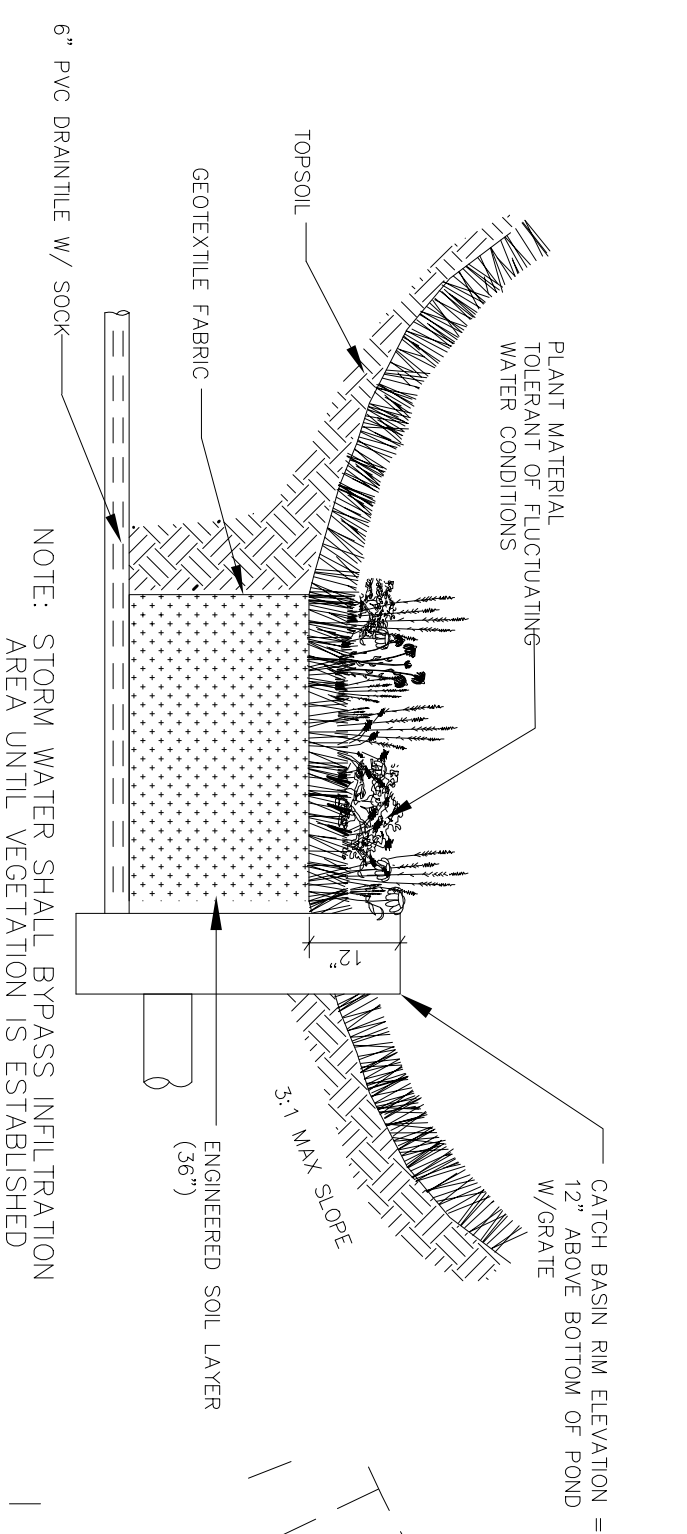 CATCH BASIN RIM ELEVATION =
12" ABOVE BOTTOM OF POND
W/GRATE
PLANT MATERIAL
TOLERANT OF FLUCTUATING
WATER CONDITIONS
TOPSOIL
12"
3:1 MAX SLOPE
GEOTEXTILE FABRIC
ENGINEERED SOIL LAYER
(36")
6" PVC DRAINTILE W/ SOCK
NOTE: STORM WATER SHALL BYPASS INFILTRATION
AREA UNTIL VEGETATION IS ESTABLISHED